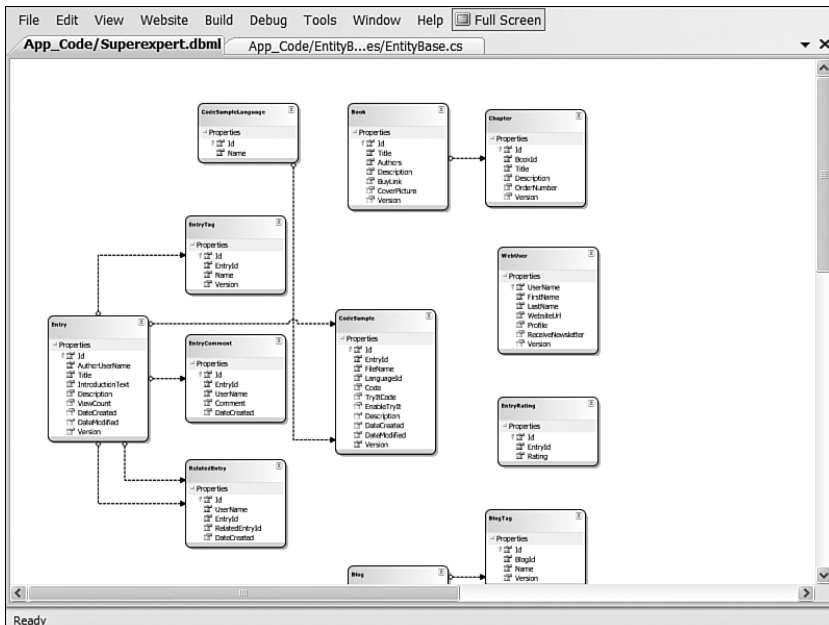 File Edit View Website Build Debug Tools Window Help Full Screen
App_Code/Superexpert.dbml
App_Code/EntityB...es/EntityBase.cs
CodeSampleLanguage
Properties
Id
Name
Book
Properties
Id
Title
Authors
Description
BuyLink
CoverPicture
Version
Chapter
Properties
Id
BookId
Title
Description
OrderNumber
Version
EntryTag
Properties
Id
EntryId
Name
Version
WebUser
Properties
UserName
FirstName
LastName
WebsiteUrl
Profile
ReceiveNewsletter
Version
Entry
Properties
Id
AuthorUserName
Title
IntroductionText
Description
ViewCount
DateCreated
DateModified
Version
EntryComment
Properties
Id
EntryId
UserName
Comment
DateCreated
CodeSample
Properties
Id
EntryId
FileName
LanguageId
Code
TryItCode
EnableTryIt
Description
DateCreated
DateModified
Version
EntryRating
Properties
Id
EntryId
Rating
RelatedEntry
Properties
Id
UserName
EntryId
RelatedEntryId
DateCreated
Blog
BlogTag
Properties
Id
BlogId
Name
Version
Ready